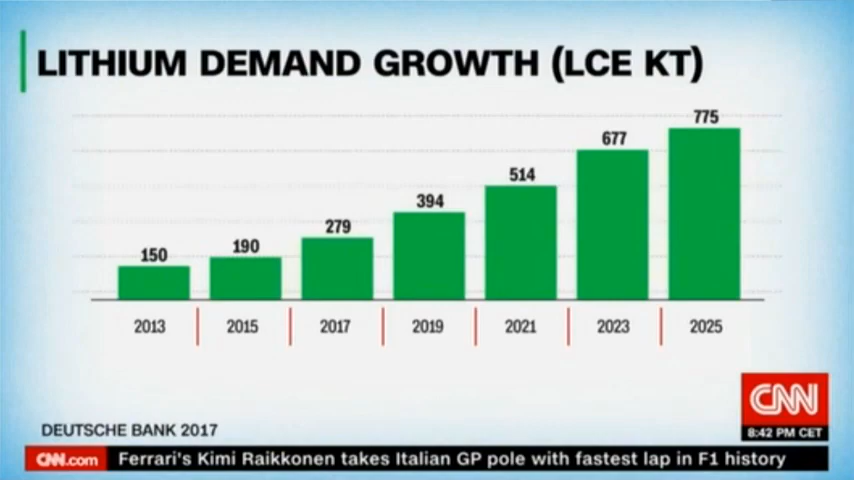 LITHIUM DEMAND GROWTH (LCE KT)
150
190
279
394
514
677
775
2013
2015
2017
2019
2021
2023
2025
DEUTSCHE BANK 2017
CNN
8:42 PM CET
CNN.com
Ferrari's Kimi Raikkonen takes Italian GP pole with fastest lap in F1 history